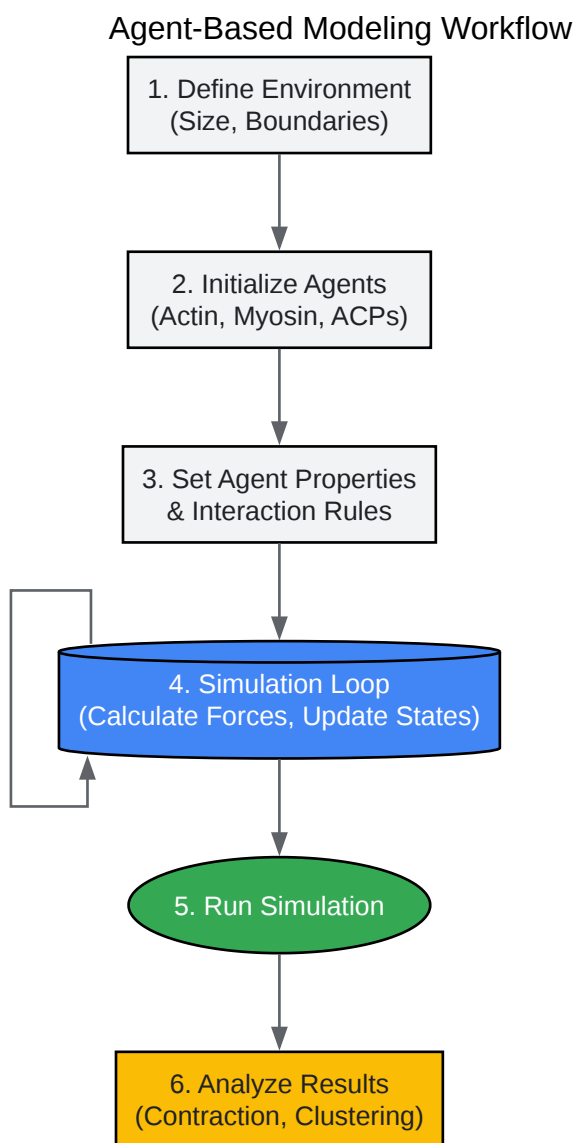 Agent-Based Modeling Workflow
1. Define Environment
(Size, Boundaries)
2. Initialize Agents
(Actin, Myosin, ACPs)
3. Set Agent Properties
& Interaction Rules
4. Simulation Loop
(Calculate Forces, Update States)
5. Run Simulation
6. Analyze Results
(Contraction, Clustering)